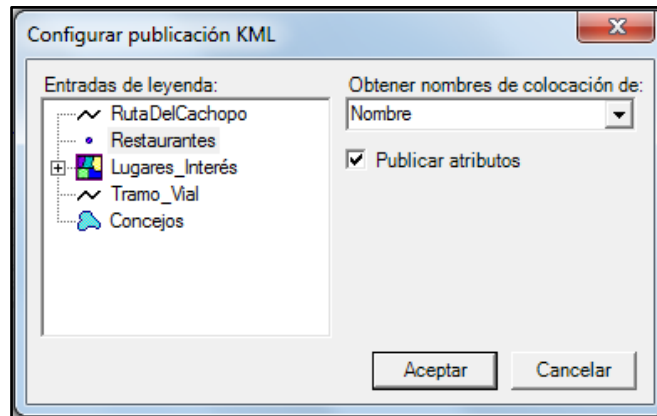 Configurar publicación KML
Entradas de leyenda:
RutaDelCachopo
Restaurantes
Lugares_Interés
Tramo_Vial
Concejos
Obtener nombres de colocación de:
Nombre
Publicar atributos
Aceptar
Cancelar